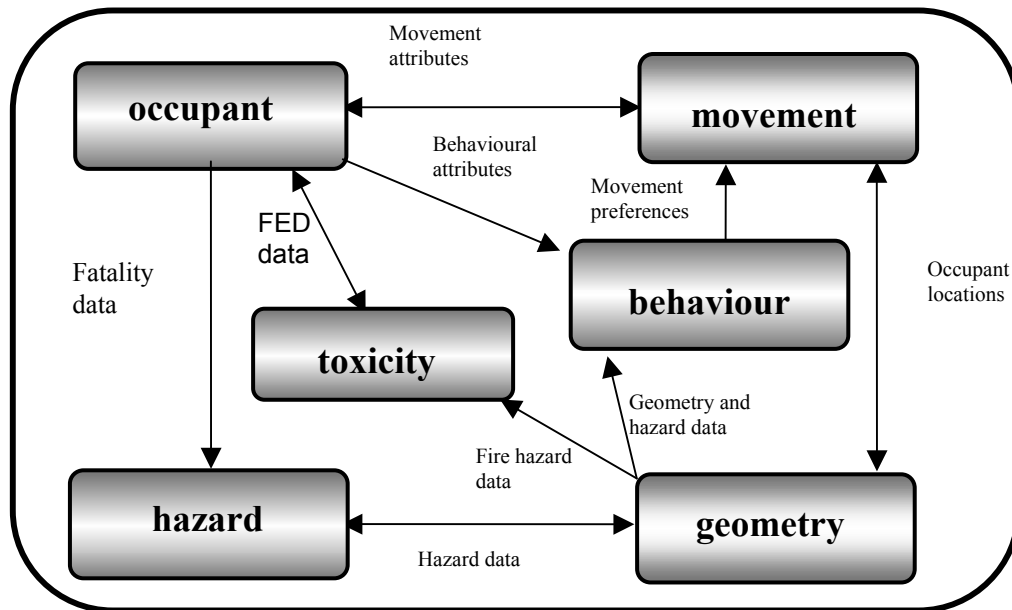 Movement
attributes
occupant
movement
Behavioural
attributes
Movement
preferences
FED
data
Fatality
data
Occupant
locations
behaviour
toxicity
Geometry and
hazard data
Fire hazard
data
hazard
geometry
Hazard data